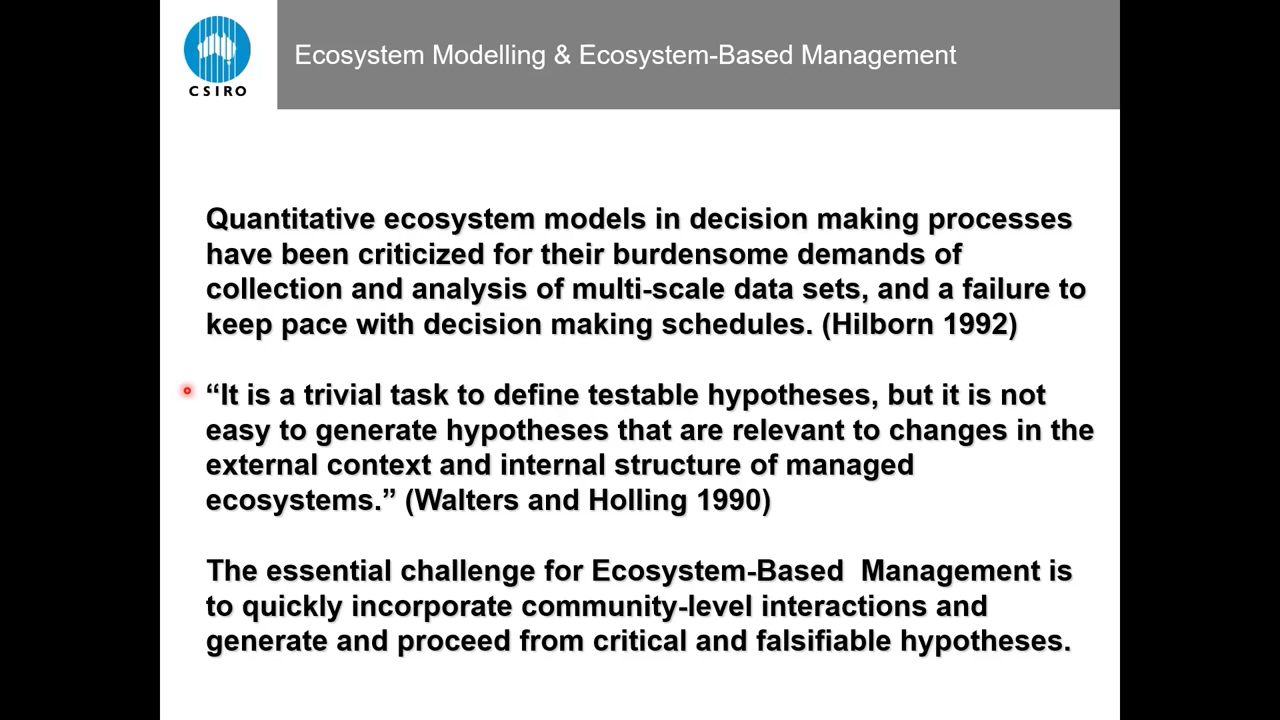 CSIRO
Ecosystem Modelling & Ecosystem-Based Management
Quantitative ecosystem models in decision making processes
have been criticized for their burdensome demands of
collection and analysis of multi-scale data sets, and a failure to
keep pace with decision making schedules. (Hilborn 1992)
“It is a trivial task to define testable hypotheses, but it is not
easy to generate hypotheses that are relevant to changes in the
external context and internal structure of managed
ecosystems.” (Walters and Holling 1990)
The essential challenge for Ecosystem-Based  Management is
to quickly incorporate community-level interactions and
generate and proceed from critical and falsifiable hypotheses.